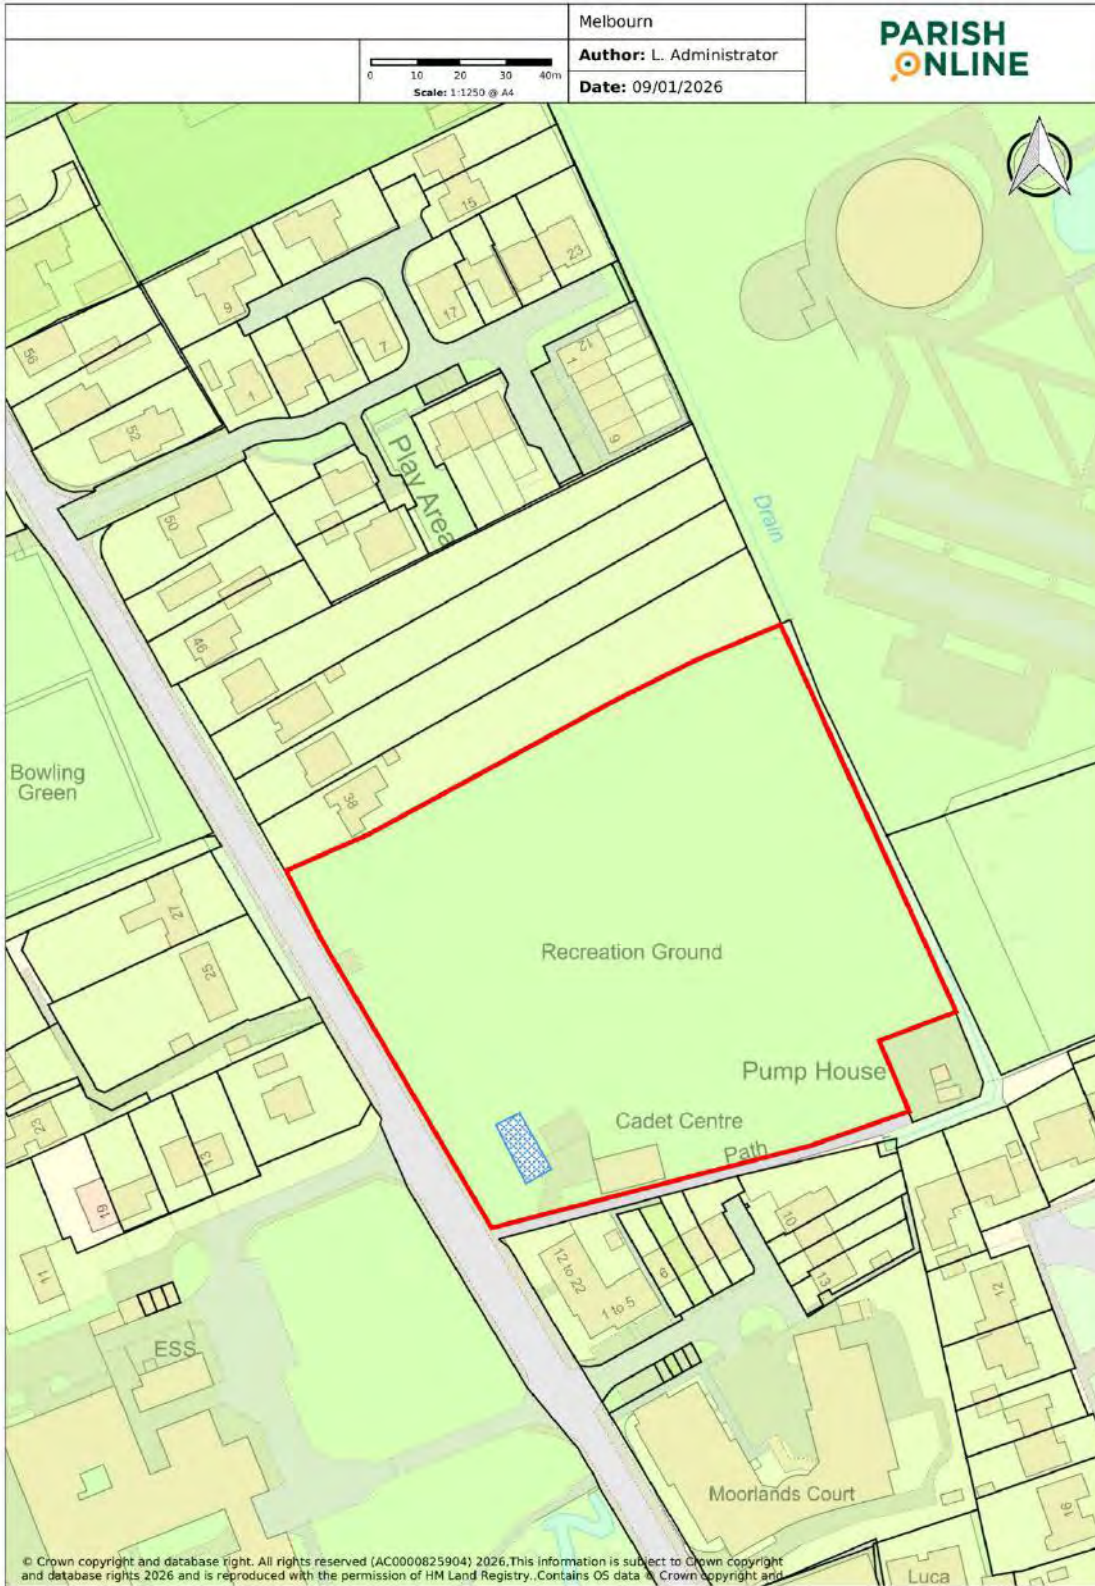 Melbourn
PARISH
ONLINE
Author: L. Administrator
0 10 20 30 40m
Scale: 1:1250 @ A4
Date: 09/01/2026
15
23
9
17
7
12
1
56
1
52
6
Play Area
50
Drain
46
Bowling
Green
38
27
Recreation Ground
25
Pump House
Cadet Centre
23
13
Path
19
10
12 to 22
6
11
13
12
1 to 5
ESS
Moorlands Court
16
Luca
© Crown copyright and database right. All rights reserved (AC0000825904) 2026,This information is subject to Crown copyright
and database rights 2026 and is reproduced with the permission of HM Land Registry..Contains OS data © Crown copyright and